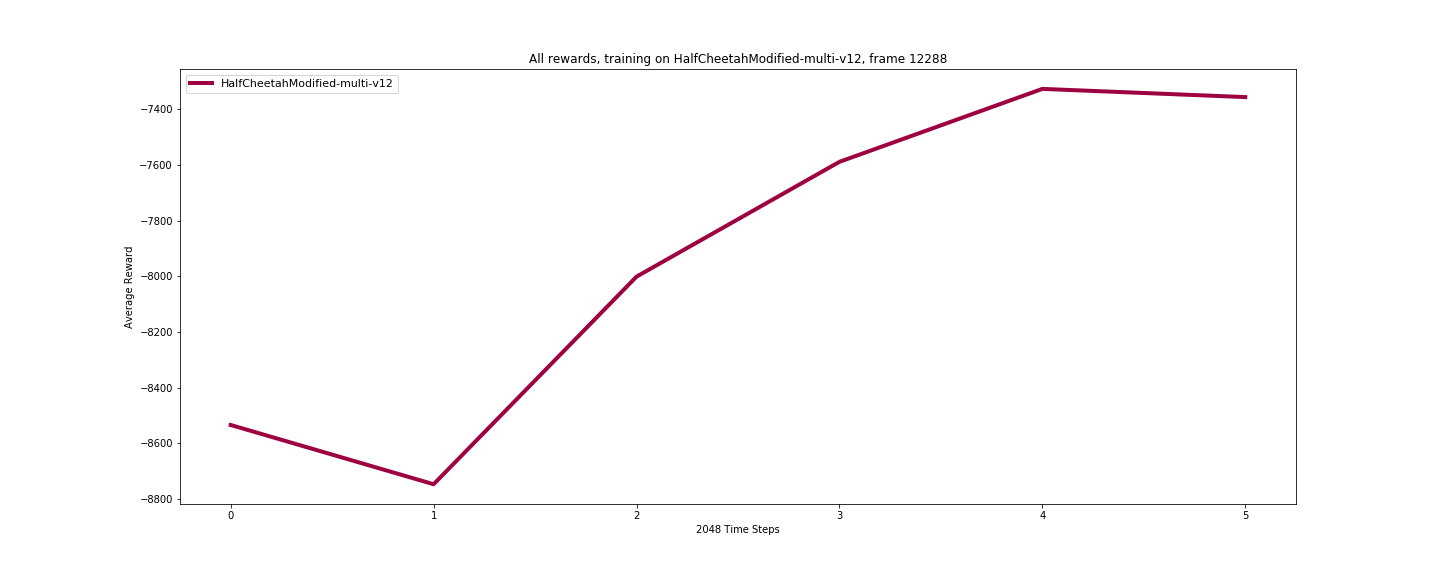 All rewards, training on HalfCheetahModified-multi-v12, frame 12288
HalfCheetahModified-multi-v12
−7400
−7600
−7800
−8000
−8200
−8400
−8600
−8800
Average Reward
0 1 2 3 4 5
2048 Time Steps